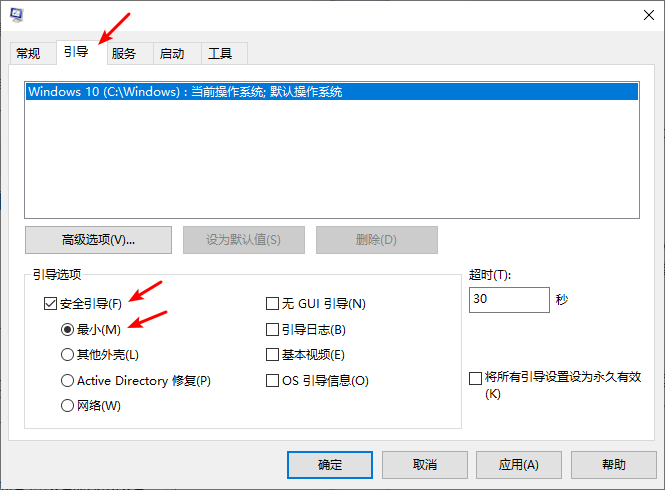 常规 引导 服务 启动 工具
Windows 10 (C:\Windows) : 当前操作系统; 默认操作系统
高级选项(V)... 设为默认值(S) 删除(D)
引导选项
超时(T):
安全引导(F) 无 GUI 引导(N)
30 秒
最小(M) 引导日志(B)
其他外壳(L) 基本视频(E)
Active Directory 修复(P) OS 引导信息(O)
将所有引导设置设为永久有效
(K)
网络(W)
确定 取消 应用(A) 帮助